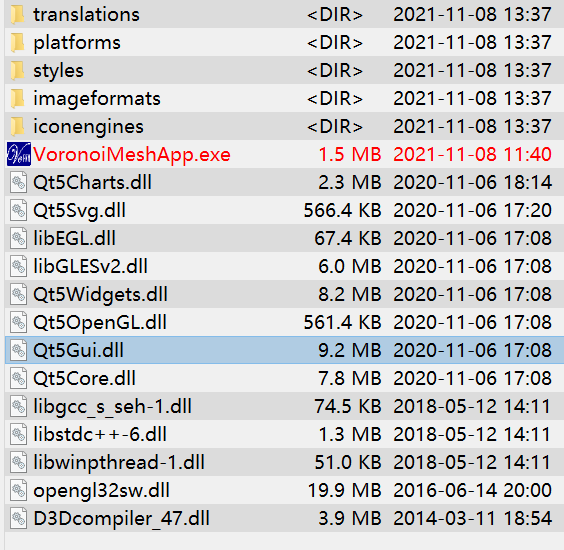 translations <DIR> 2021-11-08 13:37
platforms <DIR> 2021-11-08 13:37
styles <DIR> 2021-11-08 13:37
imageformats <DIR> 2021-11-08 13:37
iconengines <DIR> 2021-11-08 13:37
VoronoiMeshApp.exe 1.5 MB 2021-11-08 11:40
Qt5Charts.dll 2.3 MB 2020-11-06 18:14
Qt5Svg.dll 566.4 KB 2020-11-06 17:20
libEGL.dll 67.4 KB 2020-11-06 17:08
libGLESv2.dll 6.0 MB 2020-11-06 17:08
Qt5Widgets.dll 8.2 MB 2020-11-06 17:08
Qt5OpenGL.dll 561.4 KB 2020-11-06 17:08
Qt5Gui.dll 9.2 MB 2020-11-06 17:08
Qt5Core.dll 7.8 MB 2020-11-06 17:08
libgcc_s_seh-1.dll 74.5 KB 2018-05-12 14:11
libstdc++-6.dll 1.3 MB 2018-05-12 14:11
libwinpthread-1.dll 51.0 KB 2018-05-12 14:11
opengl32sw.dll 19.9 MB 2016-06-14 20:00
D3Dcompiler_47.dll 3.9 MB 2014-03-11 18:54